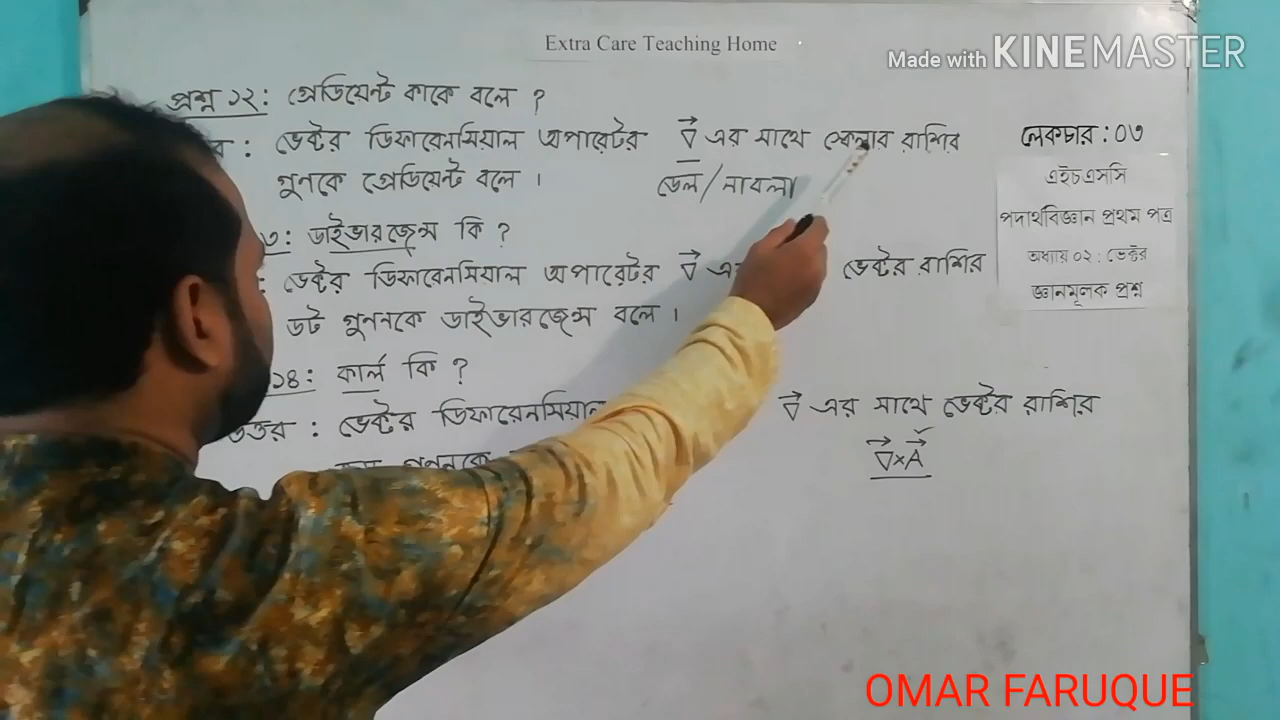 Extra Care Teaching Home
Made with KINEMASTER
প্রশ্ন ১২: গ্রেডিয়েন্ট কাকে বলে ?
: ভেক্টর ডিফারেনসিয়াল অপারেটর ∇⃗ এর সাথে স্কেলার রাশির
গুনকে গ্রেডিয়েন্ট বলে ।
ডেল/নাবলা
৩: ডাইভারজেন্স কি ?
: ভেক্টর ডিফারেনসিয়াল অপারেটর ∇⃗ ভেক্টর রাশির
ডট গুননকে ডাইভারজেন্স বলে ।
১৪: কার্ল কি ?
উত্তর : ভেক্টর ডিফারেনসিয়াল ∇⃗ এর সাথে ভেক্টর রাশির
গুননকে
∇⃗×A⃗
লেকচার : ০৩
এইচএসসি
পদার্থবিজ্ঞান প্রথম পত্র
অধ্যায় ০২ : ভেক্টর
জ্ঞানমূলক প্রশ্ন
OMAR FARUQUE